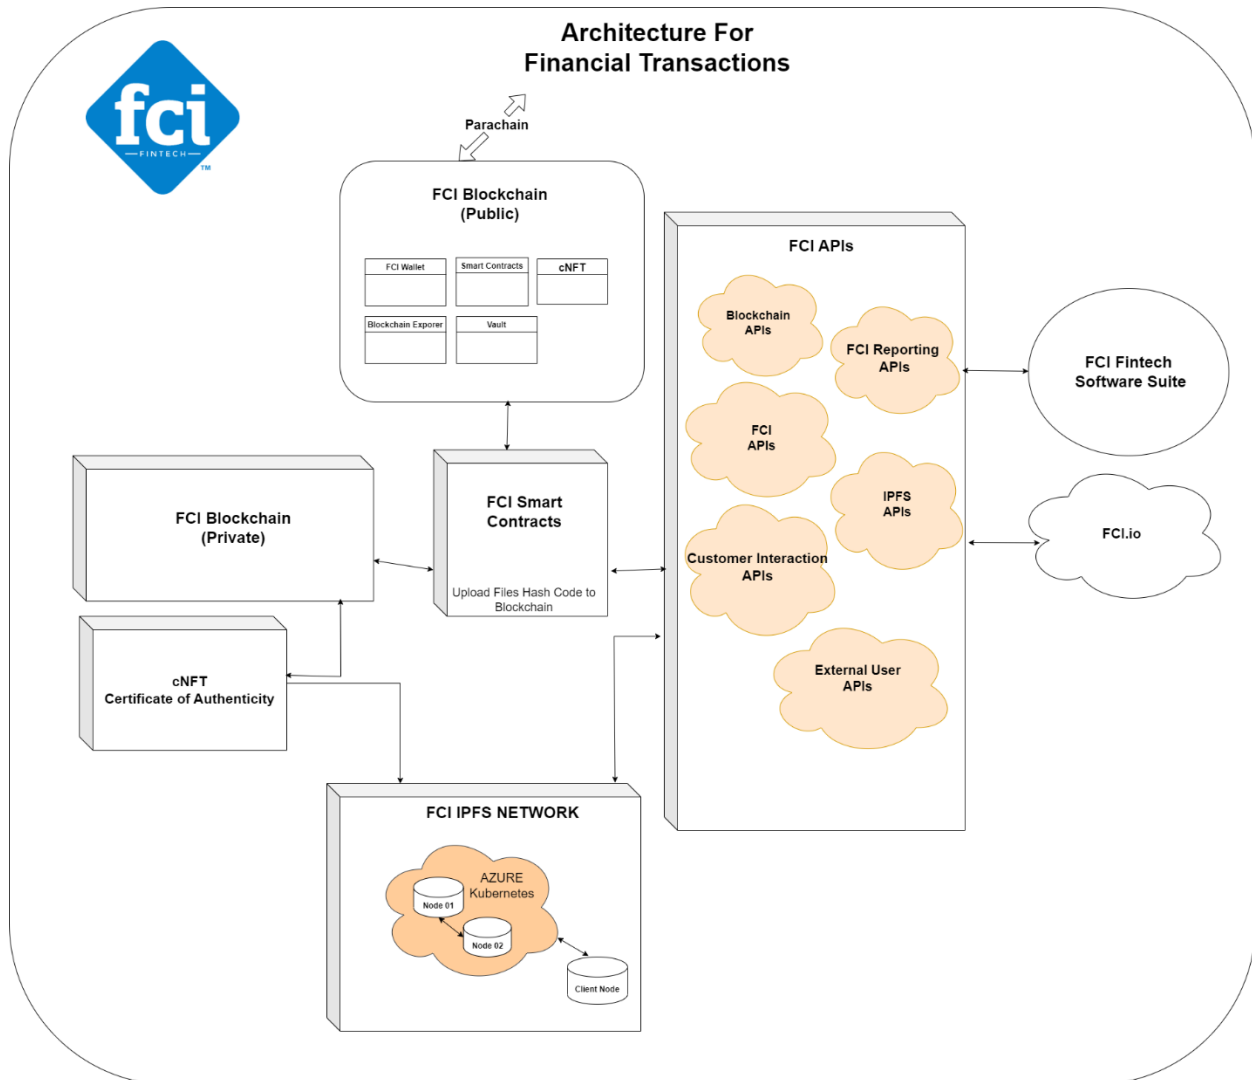 Architecture For
Financial Transactions
fci
FINTECH
TM
Parachain
FCI Blockchain
(Public)
FCI Wallet
Smart Contracts
cNFT
Blockchain Exporer
Vault
FCI APIs
Blockchain
APIs
FCI Reporting
APIs
FCI
APIs
IPFS
APIs
Customer Interaction
APIs
External User
APIs
FCI Fintech
Software Suite
FCI.io
FCI Smart
Contracts
Upload Files Hash Code to
Blockchain
FCI Blockchain
(Private)
cNFT
Certificate of Authenticity
FCI IPFS NETWORK
AZURE
Kubernetes
Node 01
Node 02
Client Node